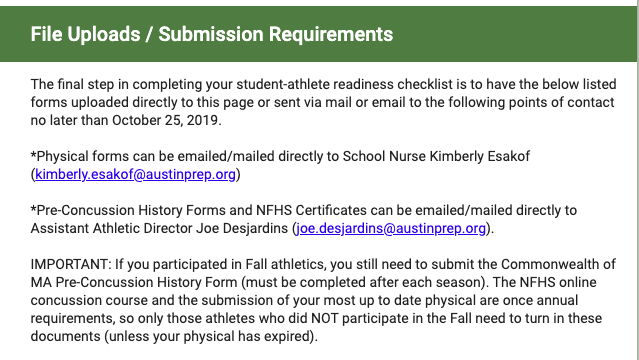 File Uploads / Submission Requirements
The final step in completing your student-athlete readiness checklist is to have the below listed
forms uploaded directly to this page or sent via mail or email to the following points of contact
no later than October 25, 2019.
*Physical forms can be emailed/mailed directly to School Nurse Kimberly Esakof
(kimberly.esakof@austinprep.org)
*Pre-Concussion History Forms and NFHS Certificates can be emailed/mailed directly to
Assistant Athletic Director Joe Desjardins (joe.desjardins@austinprep.org).
IMPORTANT: If you participated in Fall athletics, you still need to submit the Commonwealth of
MA Pre-Concussion History Form (must be completed after each season). The NFHS online
concussion course and the submission of your most up to date physical are once annual
requirements, so only those athletes who did NOT participate in the Fall need to turn in these
documents (unless your physical has expired).